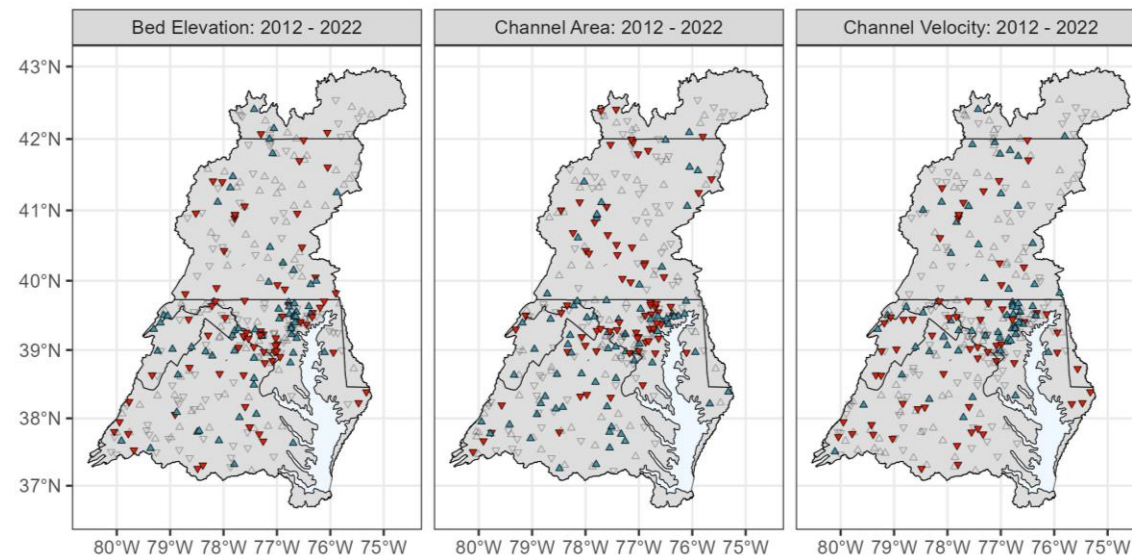 Bed Elevation: 2012 - 2022
Channel Area: 2012 - 2022
Channel Velocity: 2012 - 2022
43°N
42°N
41°N
40°N
39°N
38°N
37°N
80°W 79°W 78°W 77°W 76°W 75°W
80°W 79°W 78°W 77°W 76°W 75°W
80°W 79°W 78°W 77°W 76°W 75°W